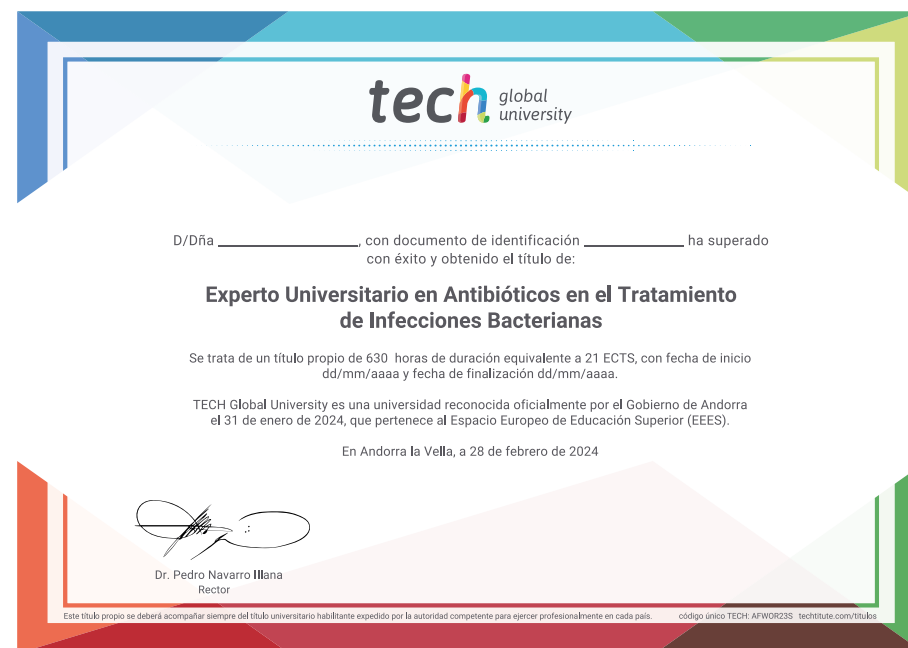 tech global
university
D/Dña ______________, con documento de identificación __________ ha superado
con éxito y obtenido el título de:
Experto Universitario en Antibióticos en el Tratamiento
de Infecciones Bacterianas
Se trata de un título propio de 630 horas de duración equivalente a 21 ECTS, con fecha de inicio
dd/mm/aaaa y fecha de finalización dd/mm/aaaa.
TECH Global University es una universidad reconocida oficialmente por el Gobierno de Andorra
el 31 de enero de 2024, que pertenece al Espacio Europeo de Educación Superior (EEES).
En Andorra la Vella, a 28 de febrero de 2024
Dr. Pedro Navarro Illana
Rector
Este título propio se deberá acompañar siempre del título universitario habilitante expedido por la autoridad competente para ejercer profesionalmente en cada país. código único TECH: AFWOR23S techtitute.com/titulos